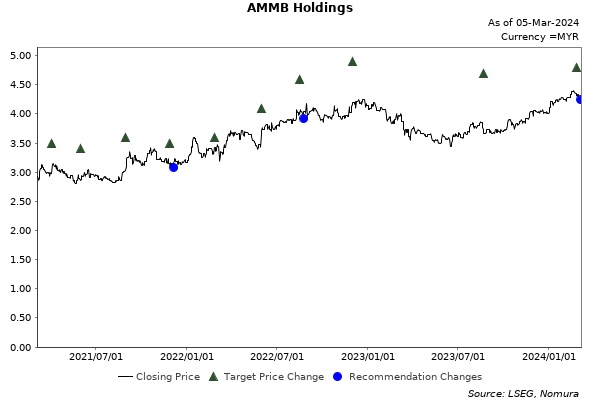 AMMB Holdings
As of 05-Mar-2024
Currency =MYR
5.00
4.50
4.00
3.50
3.00
2.50
2.00
1.50
1.00
0.50
0.00
2021/07/01 2022/01/01 2022/07/01 2023/01/01 2023/07/01 2024/01/01
Closing Price Target Price Change Recommendation Changes
Source: LSEG, Nomura